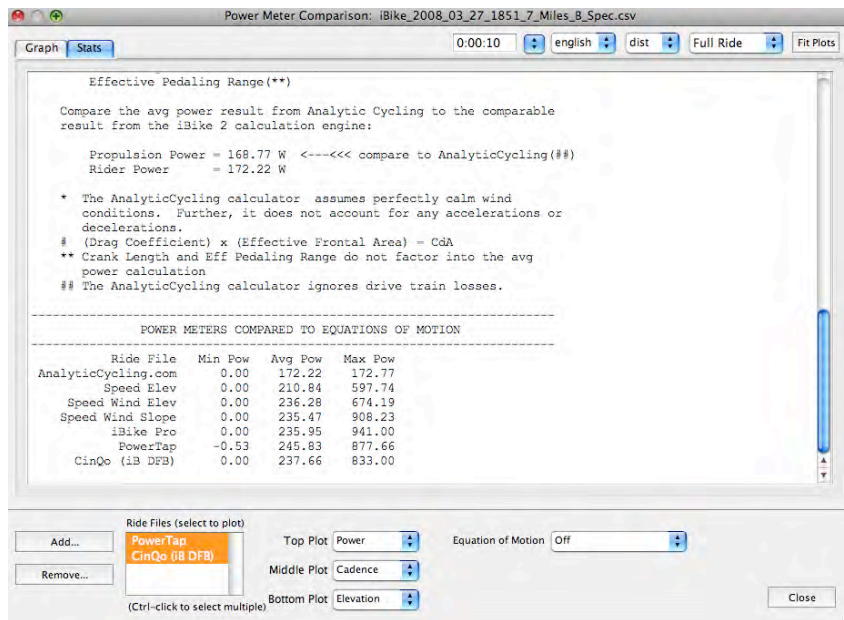 Power Meter Comparison: iBike_2008_03_27_1851_7_Miles_B_Spec.csv
Graph Stats 0:00:10 english dist Full Ride Fit Plots
Effective Pedaling Range(**)
Compare the avg power result from Analytic Cycling to the comparable
result from the iBike 2 calculation engine:
Propulsion Power = 168.77 W <---<<< compare to AnalyticCycling(##)
Rider Power = 172.22 W
* The AnalyticCycling calculator assumes perfectly calm wind
conditions. Further, it does not account for any accelerations or
decelerations.
# (Drag Coefficient) x (Effective Frontal Area) = CdA
** Crank Length and Eff Pedaling Range do not factor into the avg
power calculation
## The AnalyticCycling calculator ignores drive train losses.
POWER METERS COMPARED TO EQUATIONS OF MOTION
Ride File Min Pow Avg Pow Max Pow
AnalyticCycling.com 0.00 172.22 172.77
Speed Elev 0.00 210.84 597.74
Speed Wind Elev 0.00 236.28 674.19
Speed Wind Slope 0.00 235.47 908.23
iBike Pro 0.00 235.95 941.00
PowerTap -0.53 245.83 877.66
CinQo (iB DFB) 0.00 237.66 833.00
Ride Files (select to plot)
Add... PowerTap Top Plot Power Equation of Motion Off
CinQo (iB DFB)
Remove... Middle Plot Cadence
Bottom Plot Elevation Close
(Ctrl-click to select multiple)